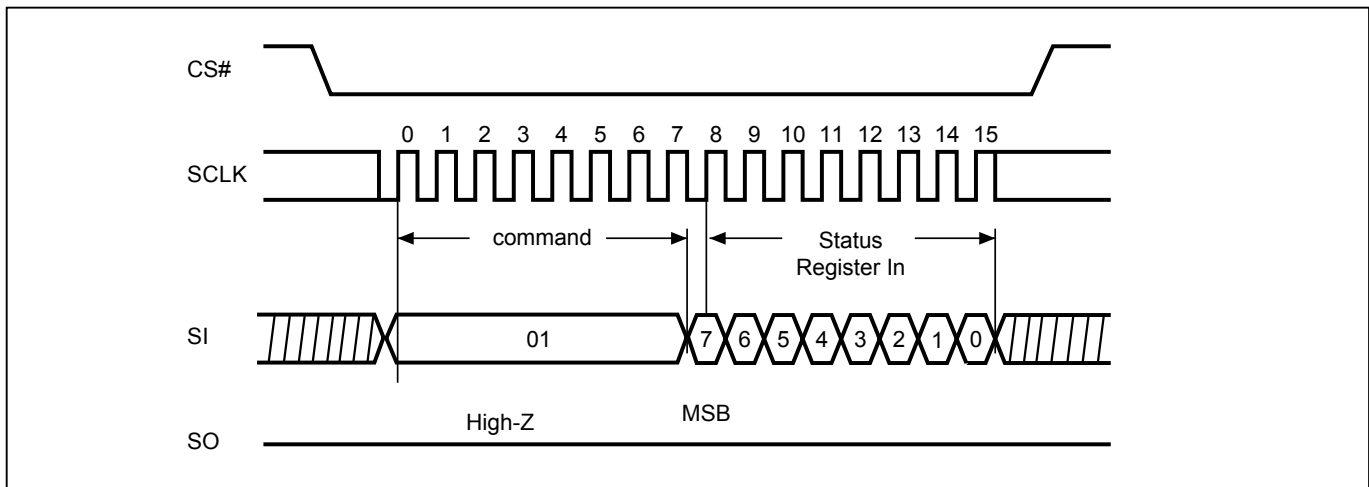 CS#
0 1 2 3 4 5 6 7 8 9 10 11 12 13 14 15
SCLK
command
Status
Register In
SI
01
7 6 5 4 3 2 1 0
MSB
High-Z
SO